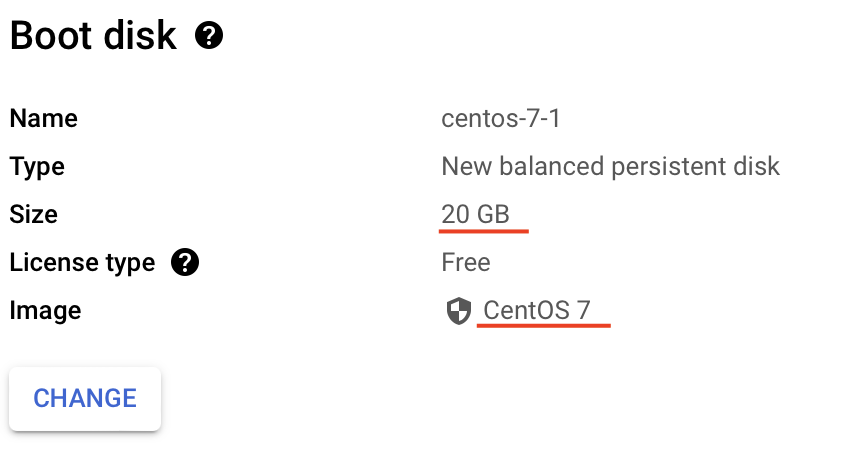 Boot disk ?
Name centos-7-1
Type New balanced persistent disk
Size 20 GB
License type ? Free
Image CentOS 7
CHANGE